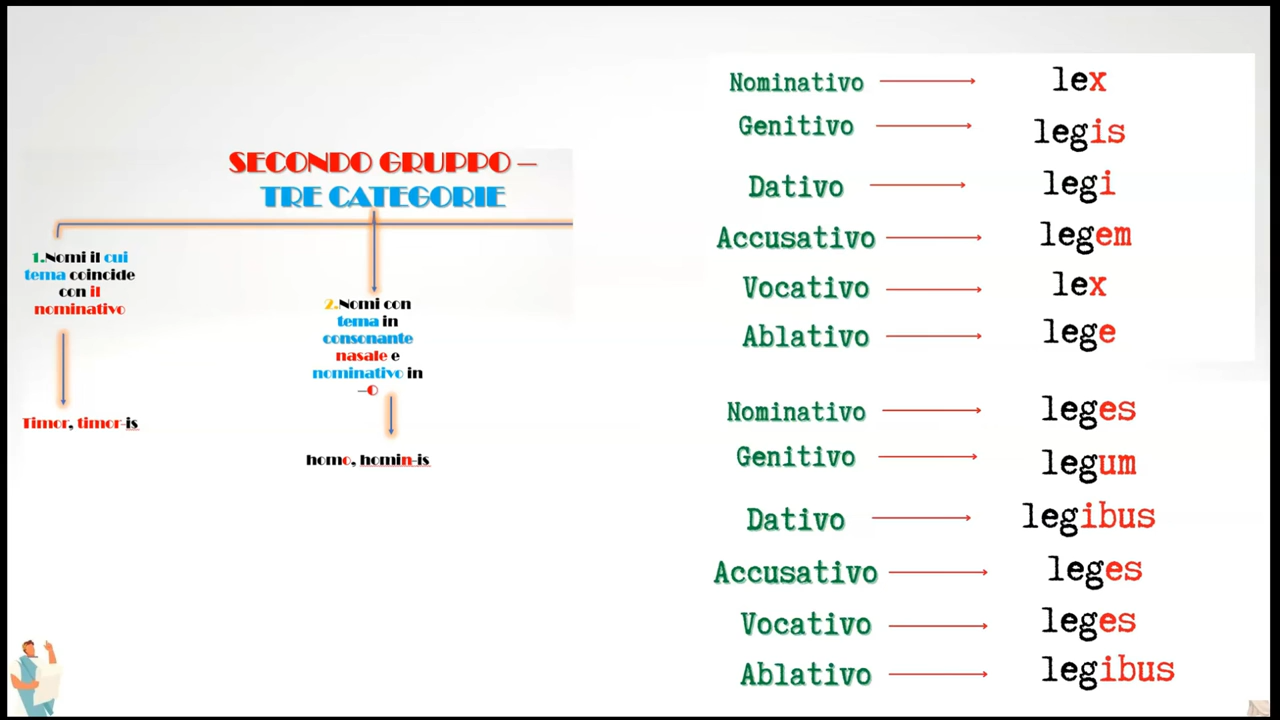 SECONDO GRUPPO –
TRE CATEGORIE
1.Nomi il cui
tema coincide
con il
nominativo
Timor, timor-is
2.Nomi con
tema in
consonante
nasale e
nominativo in
–O
homo, homin-is
Nominativo lex
Genitivo legis
Dativo legi
Accusativo legem
Vocativo lex
Ablativo lege
Nominativo leges
Genitivo legum
Dativo legibus
Accusativo leges
Vocativo leges
Ablativo legibus